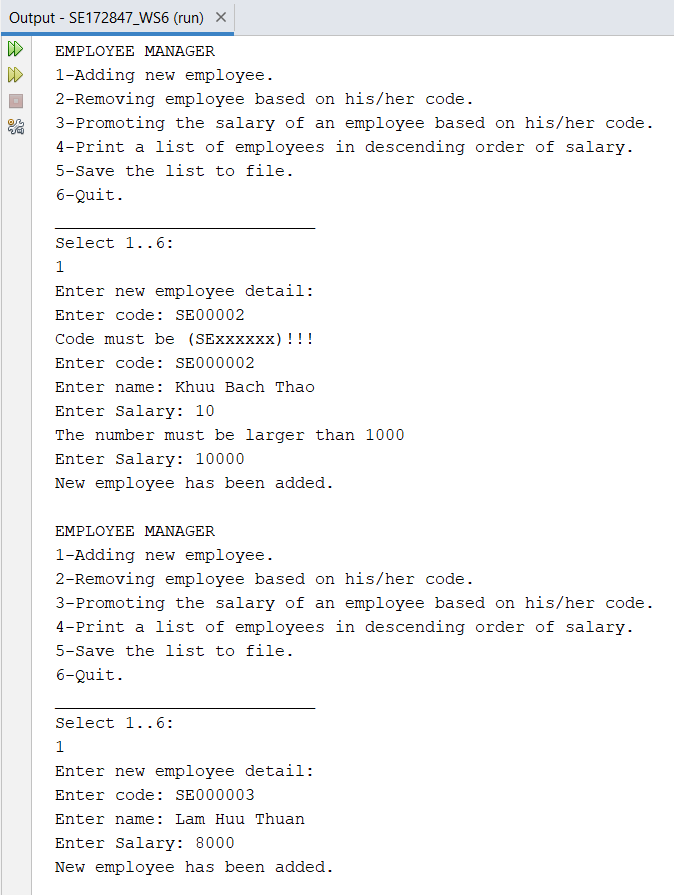 Output - SE172847_WS6 (run) ×
EMPLOYEE MANAGER
1-Adding new employee.
2-Removing employee based on his/her code.
3-Promoting the salary of an employee based on his/her code.
4-Print a list of employees in descending order of salary.
5-Save the list to file.
6-Quit.
__________________________
Select 1..6:
1
Enter new employee detail:
Enter code: SE00002
Code must be (SExxxxxx)!!!
Enter code: SE000002
Enter name: Khuu Bach Thao
Enter Salary: 10
The number must be larger than 1000
Enter Salary: 10000
New employee has been added.

EMPLOYEE MANAGER
1-Adding new employee.
2-Removing employee based on his/her code.
3-Promoting the salary of an employee based on his/her code.
4-Print a list of employees in descending order of salary.
5-Save the list to file.
6-Quit.
__________________________
Select 1..6:
1
Enter new employee detail:
Enter code: SE000003
Enter name: Lam Huu Thuan
Enter Salary: 8000
New employee has been added.